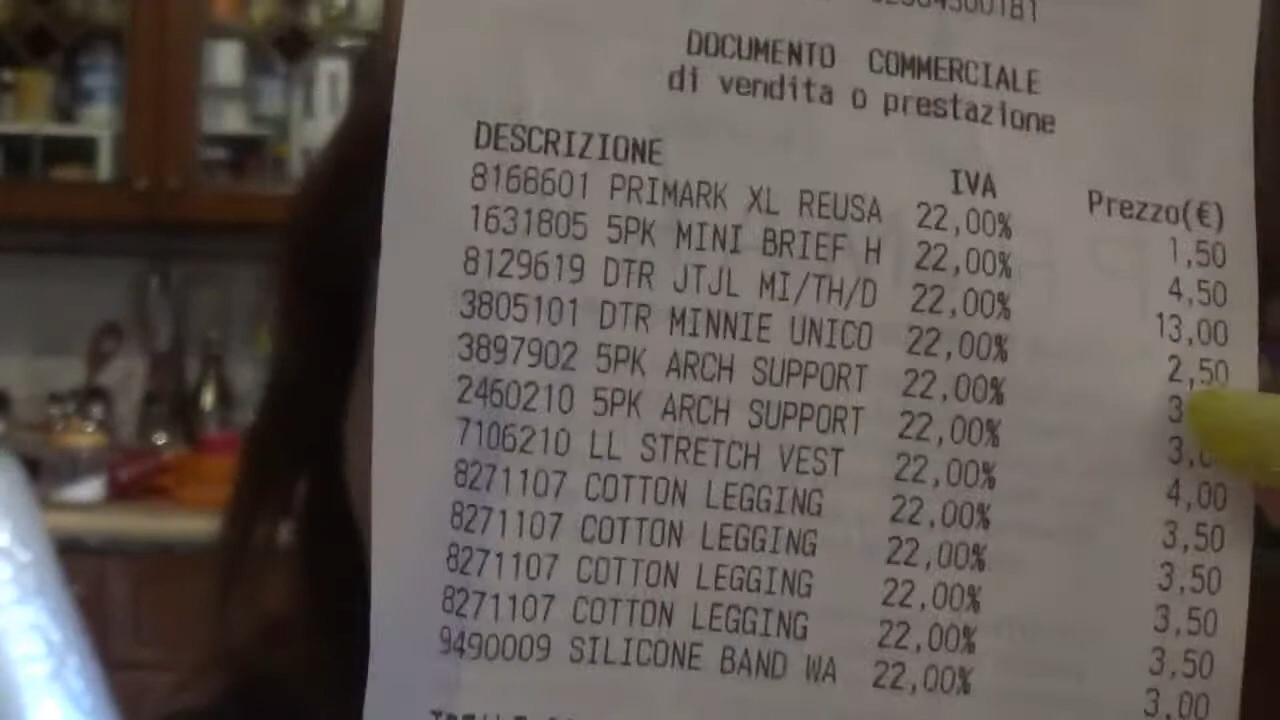 DOCUMENTO COMMERCIALE
di vendita o prestazione
DESCRIZIONE IVA Prezzo(€)
8168601 PRIMARK XL REUSA 22,00% 1,50
1631805 5PK MINI BRIEF H 22,00% 4,50
8129619 DTR JTJL MI/TH/D 22,00% 13,00
3805101 DTR MINNIE UNICO 22,00% 2,50
3897902 5PK ARCH SUPPORT 22,00%
2460210 5PK ARCH SUPPORT 22,00%
7106210 LL STRETCH VEST 22,00% 4,00
8271107 COTTON LEGGING 22,00% 3,50
8271107 COTTON LEGGING 22,00% 3,50
8271107 COTTON LEGGING 22,00% 3,50
8271107 COTTON LEGGING 22,00% 3,50
9490009 SILICONE BAND WA 22,00% 3,00